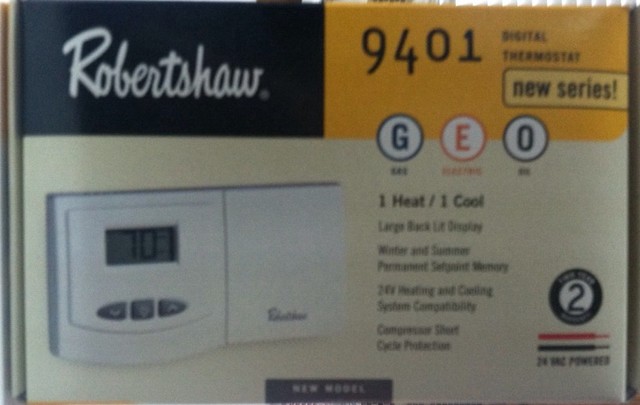 Robertshaw®
9401
DIGITAL
THERMOSTAT
new series!
G
GAS
E
ELECTRIC
O
OIL
1 Heat / 1 Cool
Large Back Lit Display
Winter and Summer
Permanent Setpoint Memory
24V Heating and Cooling
System Compatibility
Compressor Short
Cycle Protection
2
24 VAC POWERED
Robertshaw
NEW MODEL